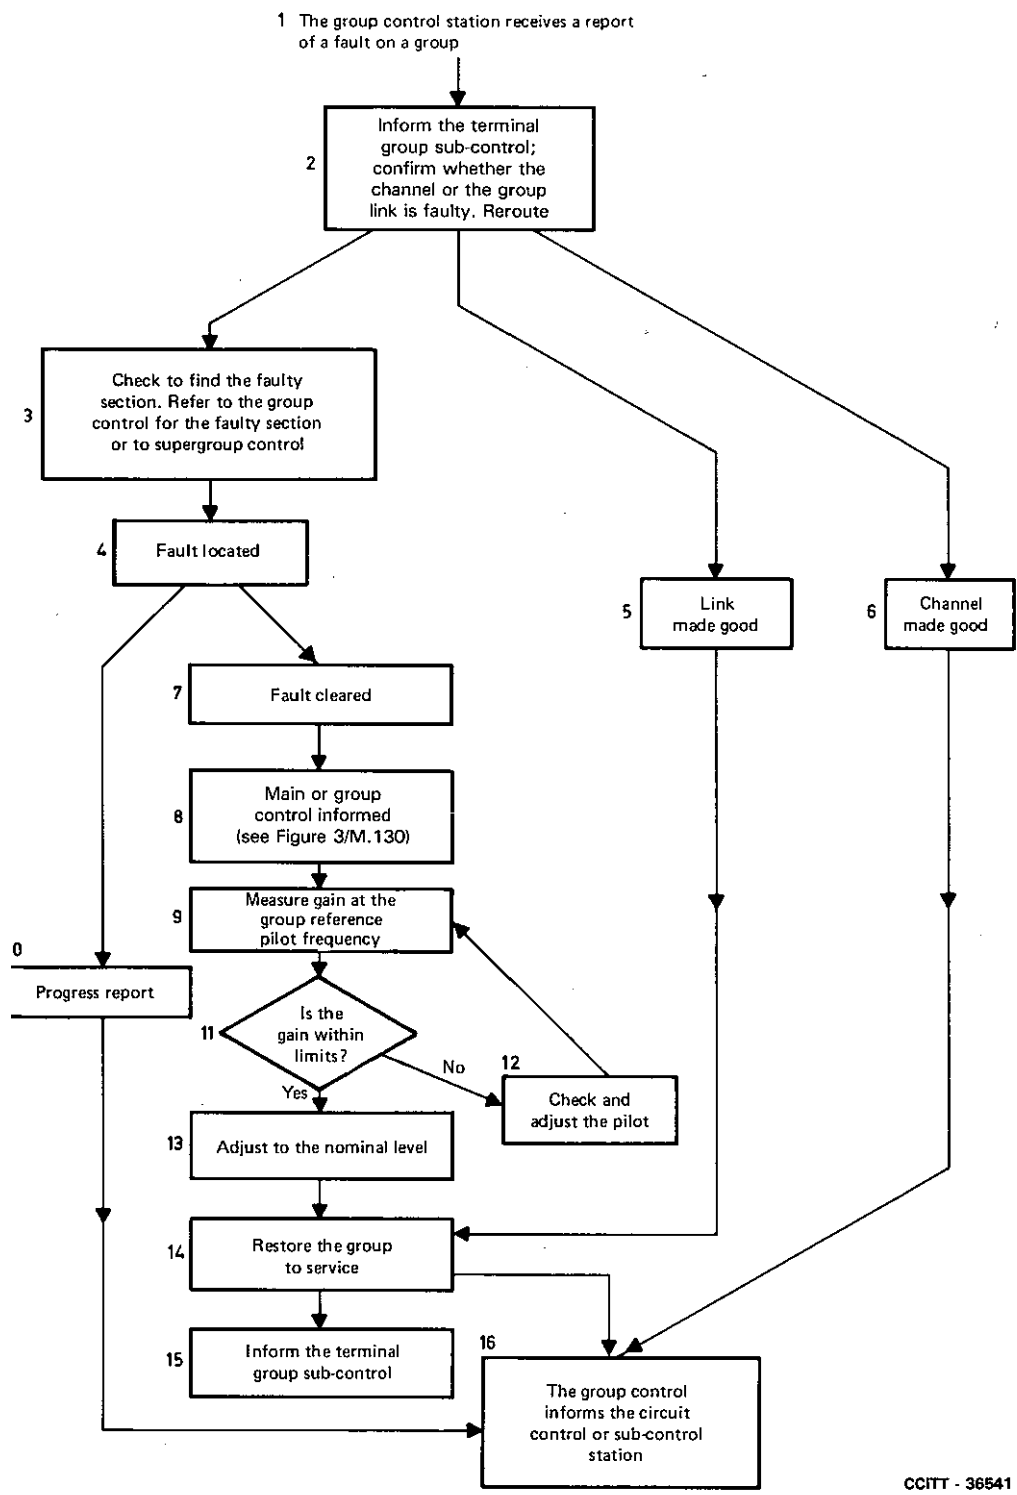 1 The group control station receives a report
of a fault on a group
2
Inform the terminal
group sub-control;
confirm whether the
channel or the group
link is faulty. Reroute
3
Check to find the faulty
section. Refer to the group
control for the faulty section
or to supergroup control
4
Fault located
5
Link
made good
6
Channel
made good
7
Fault cleared
8
Main or group
control informed
(see Figure 3/M.130)
9
Measure gain at the
group reference
pilot frequency
0
Progress report
11
Is the
gain within
limits?
No
Yes
12
Check and
adjust the pilot
13
Adjust to the nominal level
14
Restore the group
to service
15
Inform the terminal
group sub-control
16
The group control
informs the circuit
control or sub-control
station
CCITT - 36541